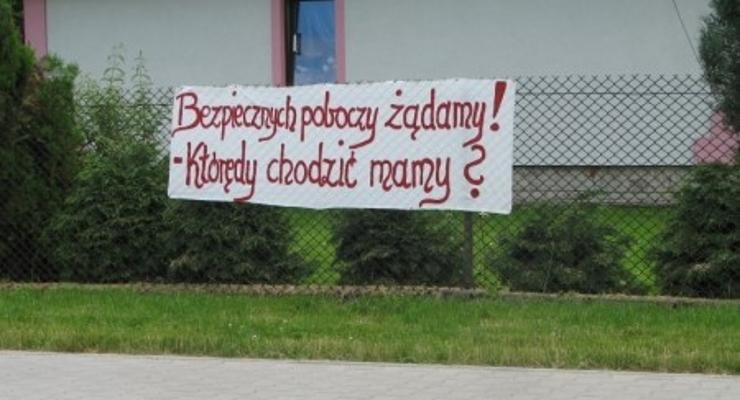 Bezpiecznych poboczy żądamy!
-Którędy chodzić mamy?